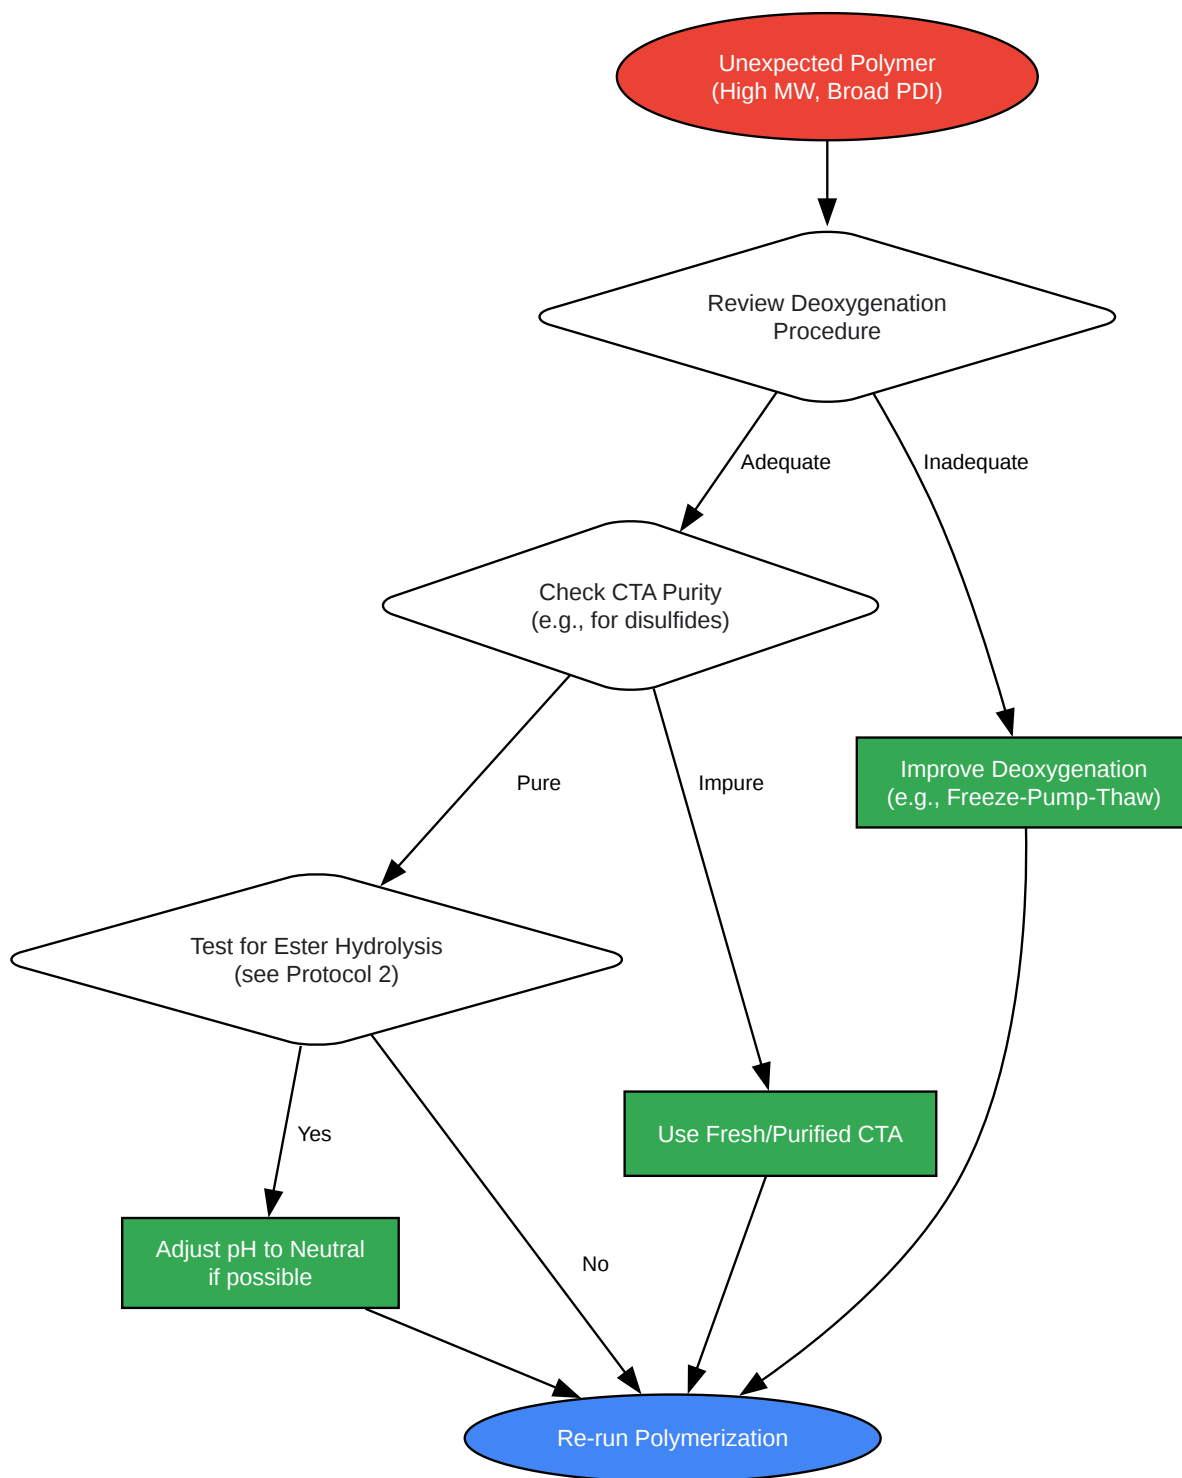 Unexpected Polymer
(High MW, Broad PDI)
Review Deoxygenation
Procedure
Adequate
Inadequate
Check CTA Purity
(e.g., for disulfides)
Pure
Impure
Improve Deoxygenation
(e.g., Freeze-Pump-Thaw)
Test for Ester Hydrolysis
(see Protocol 2)
Yes
No
Use Fresh/Purified CTA
Adjust pH to Neutral
if possible
Re-run Polymerization